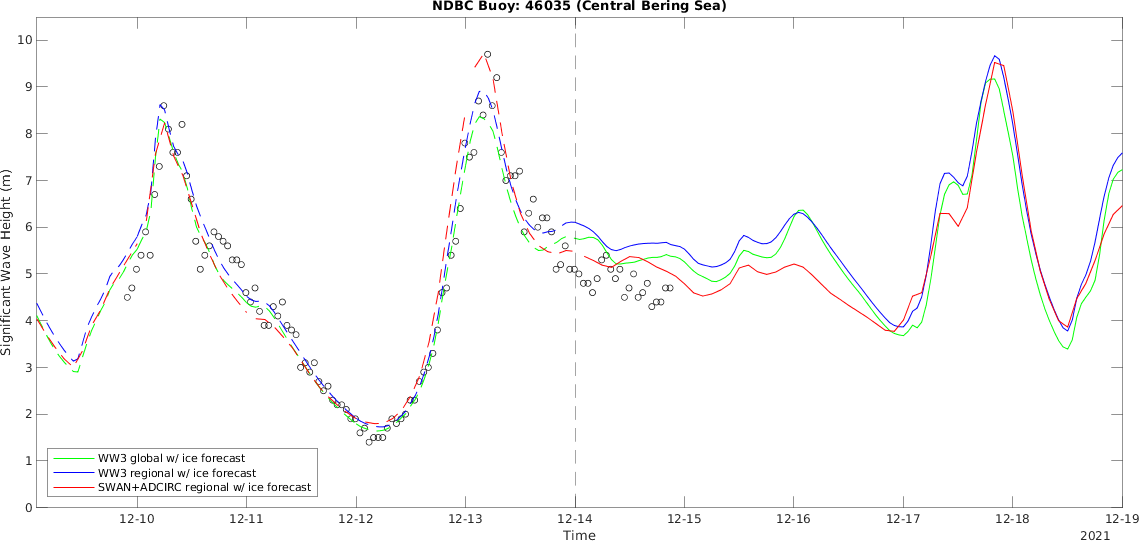 NDBC Buoy: 46035 (Central Bering Sea)
Significant Wave Height (m)
10
9
8
7
6
5
4
3
2
1
0
WW3 global w/ ice forecast
WW3 regional w/ ice forecast
SWAN+ADCIRC regional w/ ice forecast
12-10 12-11 12-12 12-13 12-14 12-15 12-16 12-17 12-18 12-19
Time
2021